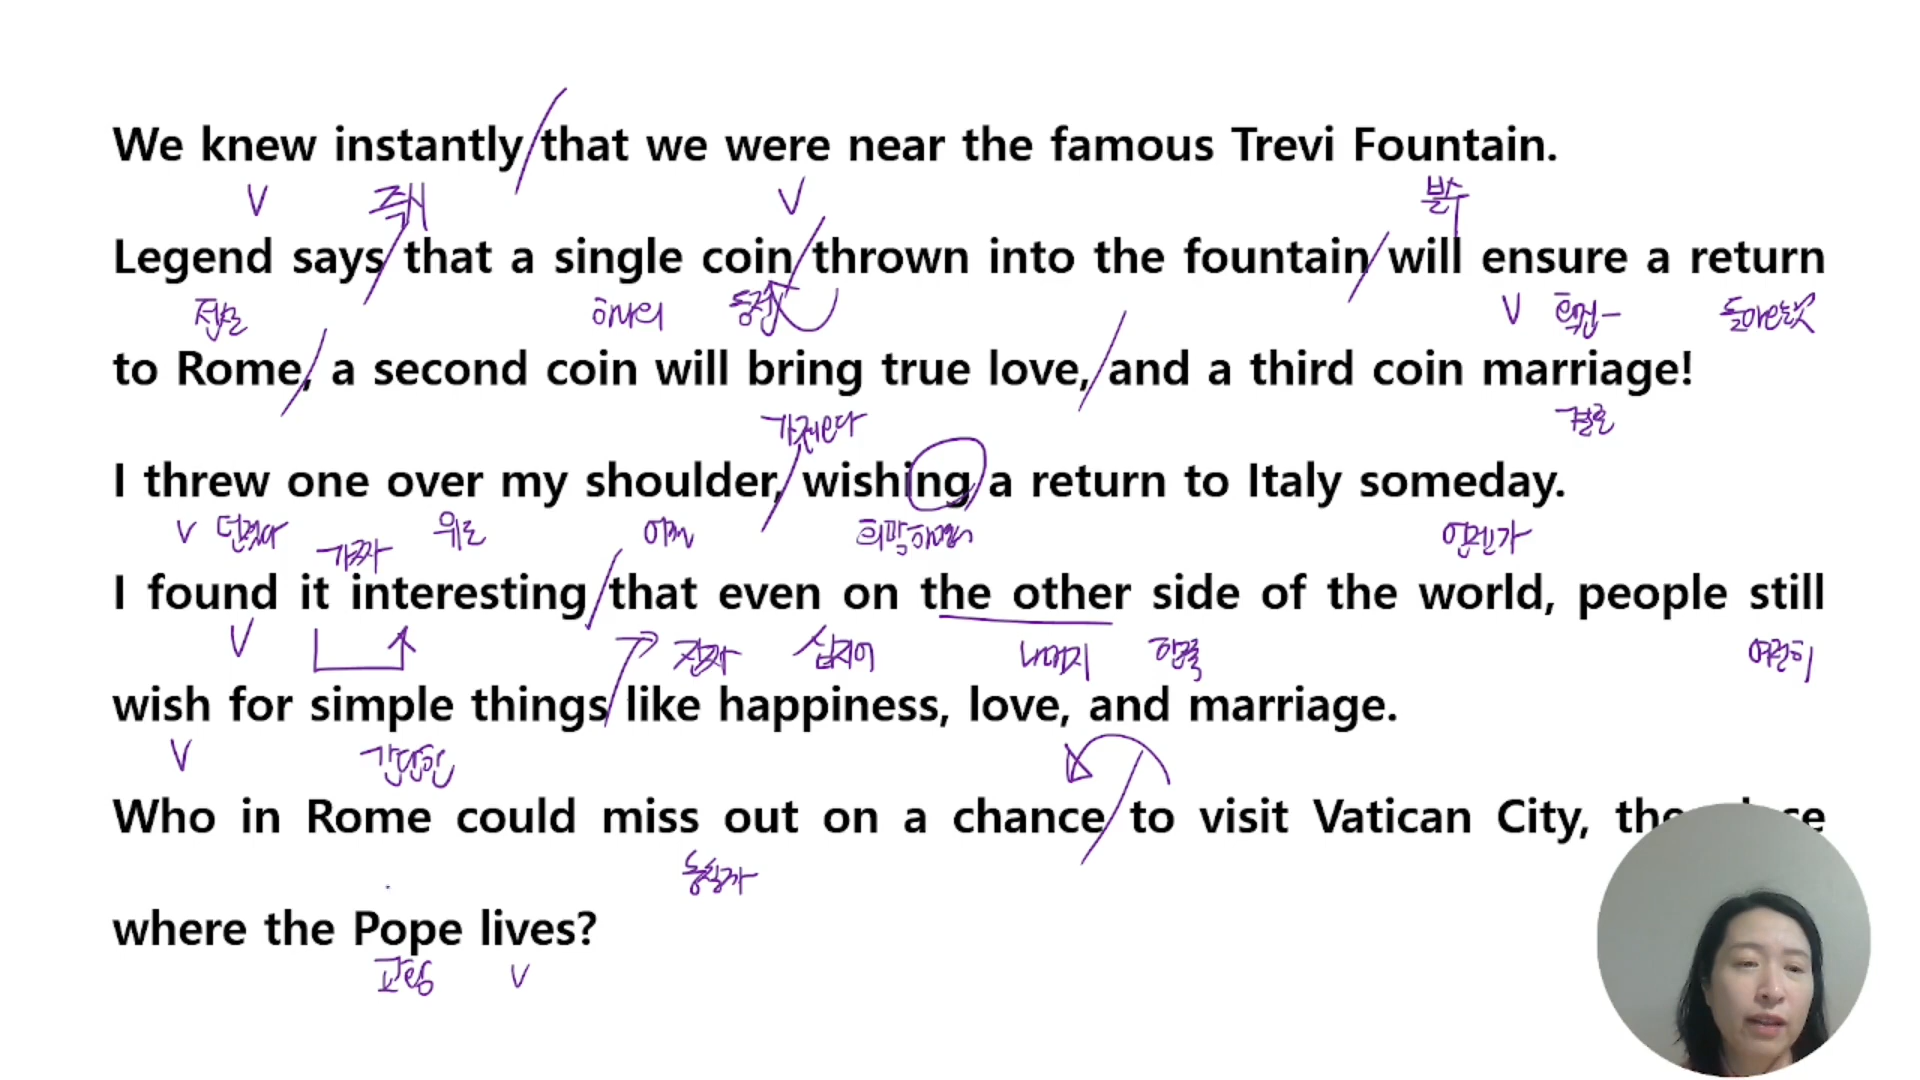 We knew instantly that we were near the famous Trevi Fountain.
V 즉시 V 분수
Legend says that a single coin thrown into the fountain will ensure a return
전설 하나의 동전 V 돌아오는 것
to Rome, a second coin will bring true love, and a third coin marriage!
가져온다 결혼
I threw one over my shoulder, wishing a return to Italy someday.
V 던졌다 위로 어깨 희망하면서 언젠가
가짜
I found it interesting that even on the other side of the world, people still
V 진짜 심지어 나머지 한쪽 여전히
wish for simple things like happiness, love, and marriage.
V 간단한
Who in Rome could miss out on a chance to visit Vatican City, the
놓칠까
where the Pope lives?
교황 V